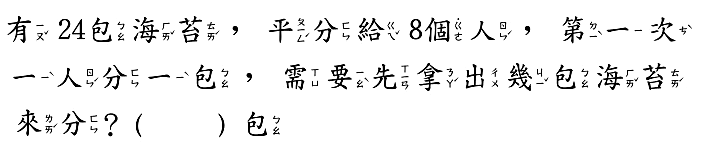 有24包海苔，平分給8個人，第一次
一人分一包，需要先拿出幾包海苔
來分?(　　)包